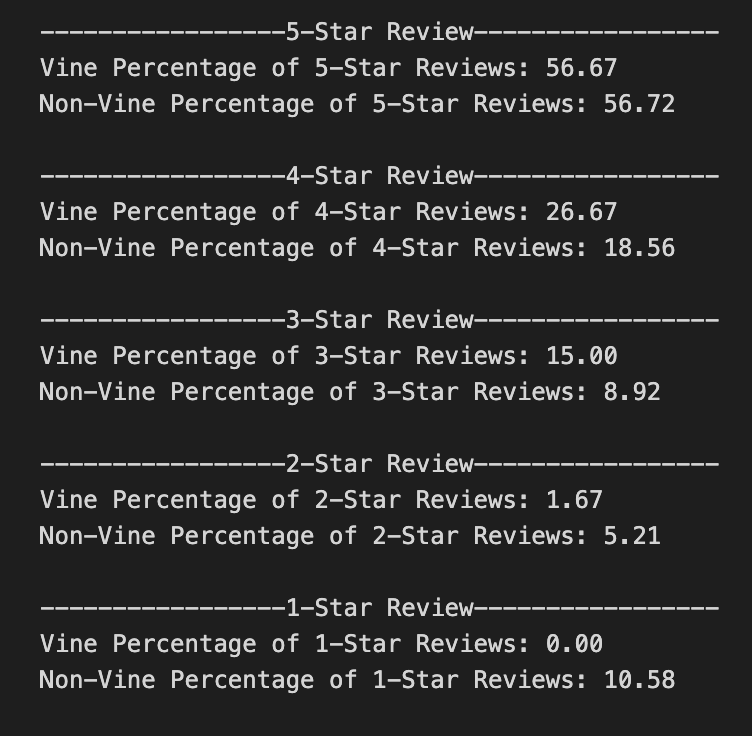 -----------------5-Star Review-----------------
Vine Percentage of 5-Star Reviews: 56.67
Non-Vine Percentage of 5-Star Reviews: 56.72
-----------------4-Star Review-----------------
Vine Percentage of 4-Star Reviews: 26.67
Non-Vine Percentage of 4-Star Reviews: 18.56
-----------------3-Star Review-----------------
Vine Percentage of 3-Star Reviews: 15.00
Non-Vine Percentage of 3-Star Reviews: 8.92
-----------------2-Star Review-----------------
Vine Percentage of 2-Star Reviews: 1.67
Non-Vine Percentage of 2-Star Reviews: 5.21
-----------------1-Star Review-----------------
Vine Percentage of 1-Star Reviews: 0.00
Non-Vine Percentage of 1-Star Reviews: 10.58